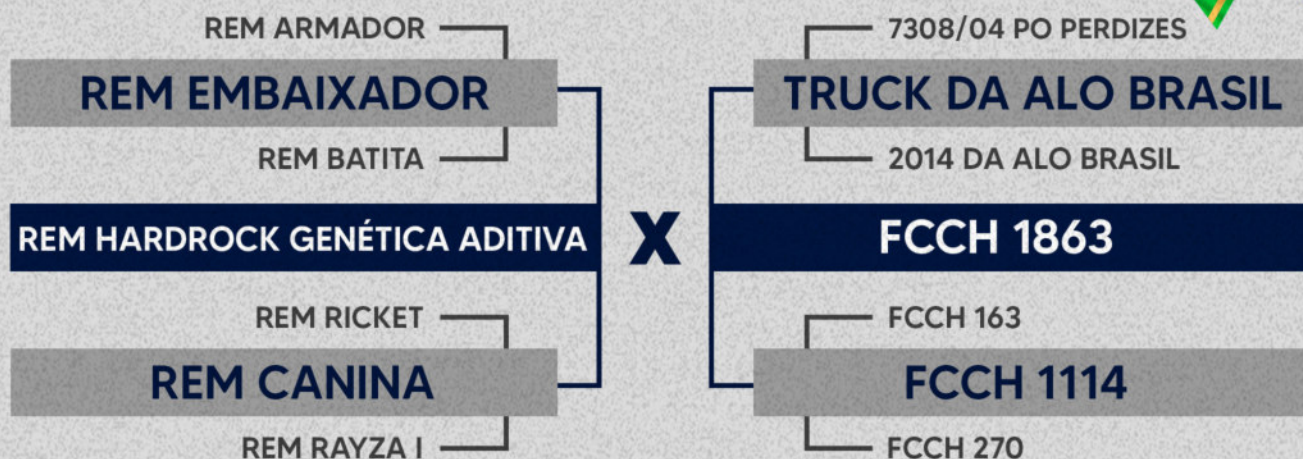 REM ARMADOR
REM EMBAIXADOR
REM BATITA
REM HARDROCK GENÉTICA ADITIVA
REM RICKET
REM CANINA
REM RAYZA I
X
7308/04 PO PERDIZES
TRUCK DA ALO BRASIL
2014 DA ALO BRASIL
FCCH 1863
FCCH 163
FCCH 1114
FCCH 270